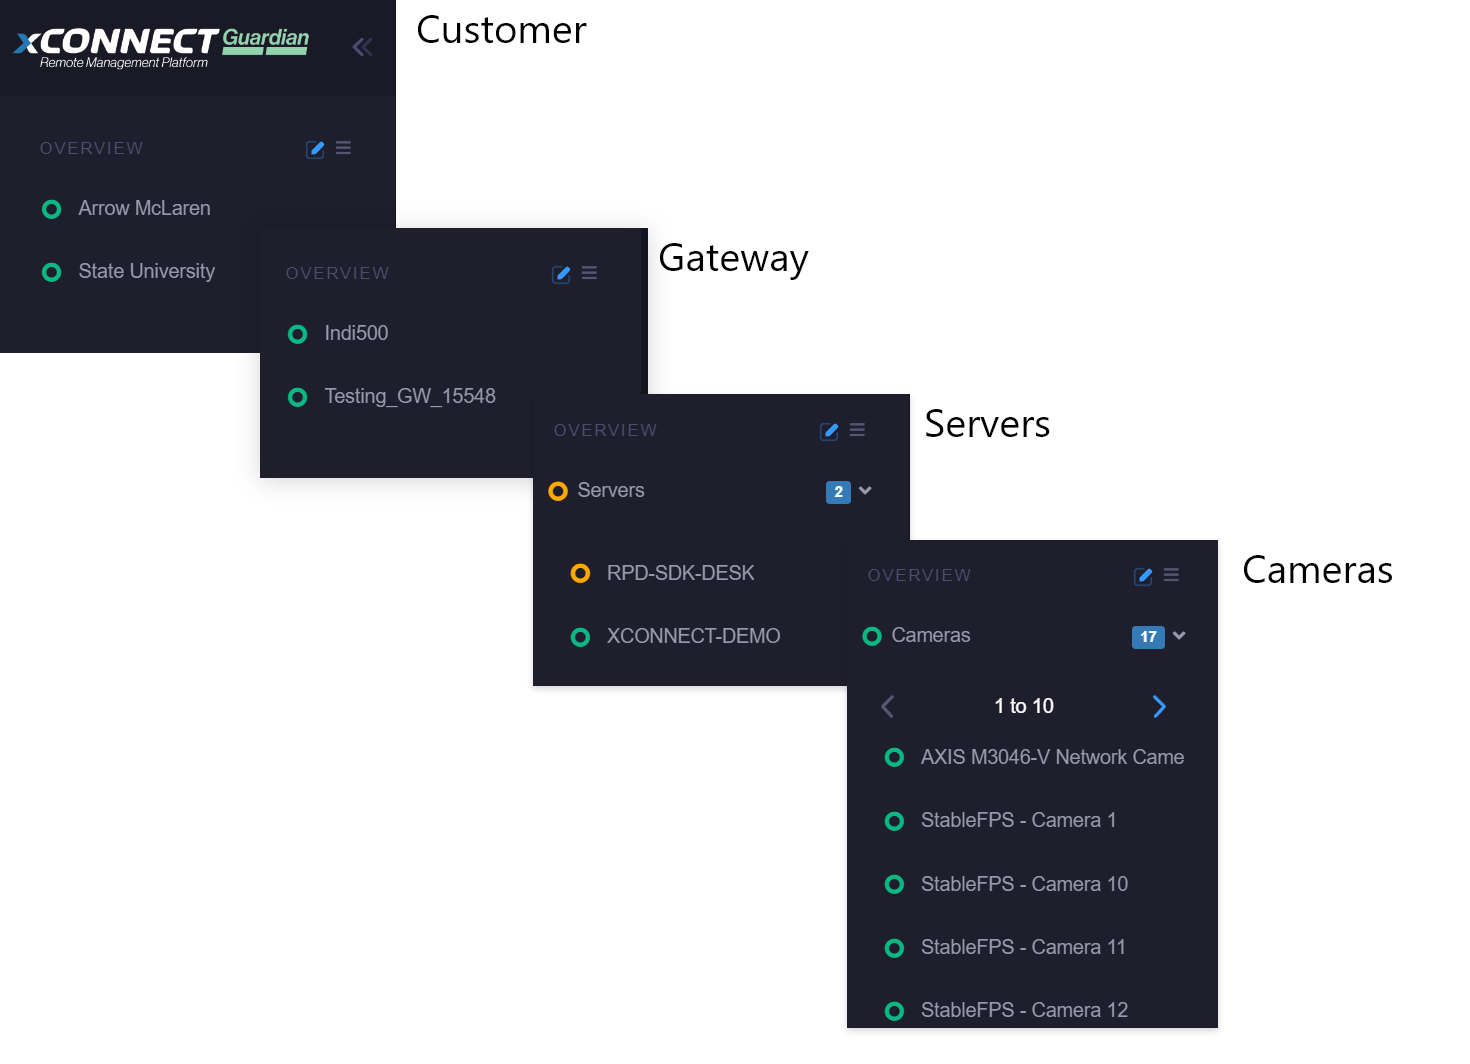 xCONNECT Guardian
Remote Management Platform
Customer
OVERVIEW
Arrow McLaren
State University
Gateway
OVERVIEW
Indi500
Testing_GW_15548
Servers
OVERVIEW
Servers 2
RPD-SDK-DESK
XCONNECT-DEMO
Cameras
OVERVIEW
Cameras 17
1 to 10
AXIS M3046-V Network Came
StableFPS - Camera 1
StableFPS - Camera 10
StableFPS - Camera 11
StableFPS - Camera 12